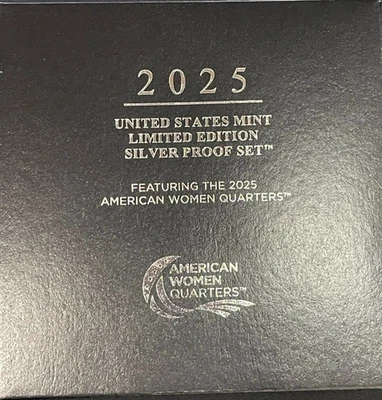 2025
UNITED STATES MINT
LIMITED EDITION
SILVER PROOF SET™
FEATURING THE 2025
AMERICAN WOMEN QUARTERS™
AMERICAN
WOMEN
QUARTERS™